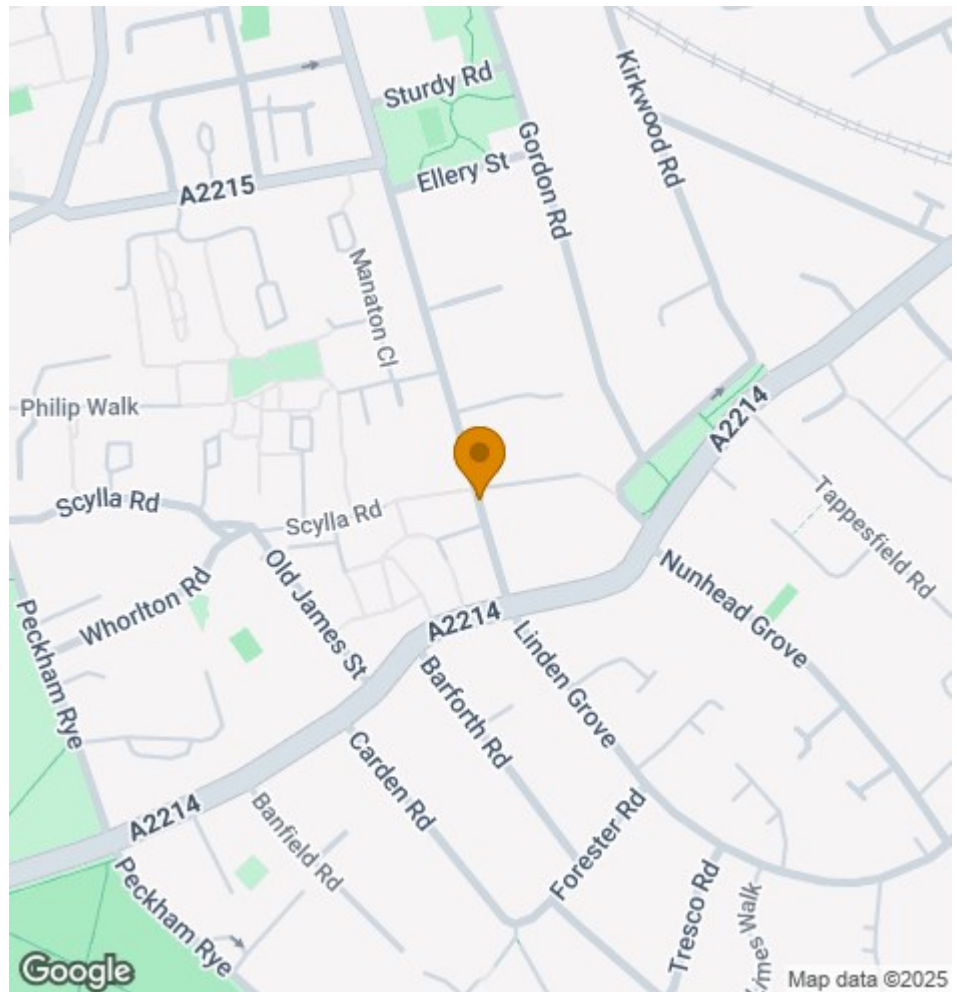 Sturdy Rd
Kirkwood Rd
Gordon Rd
Ellery St
A2215
Manaton Cl
Philip Walk
A2214
Scylla Rd
Scylla Rd
Tappesfield Rd
Old James St
Whorlton Rd
Nunhead Grove
Peckham Rye
A2214
Linden Grove
Barforth Rd
Carden Rd
A2214
Banfield Rd
Forester Rd
Peckham Rye
Tresco Rd
Limes Walk
Google
Map data ©2025